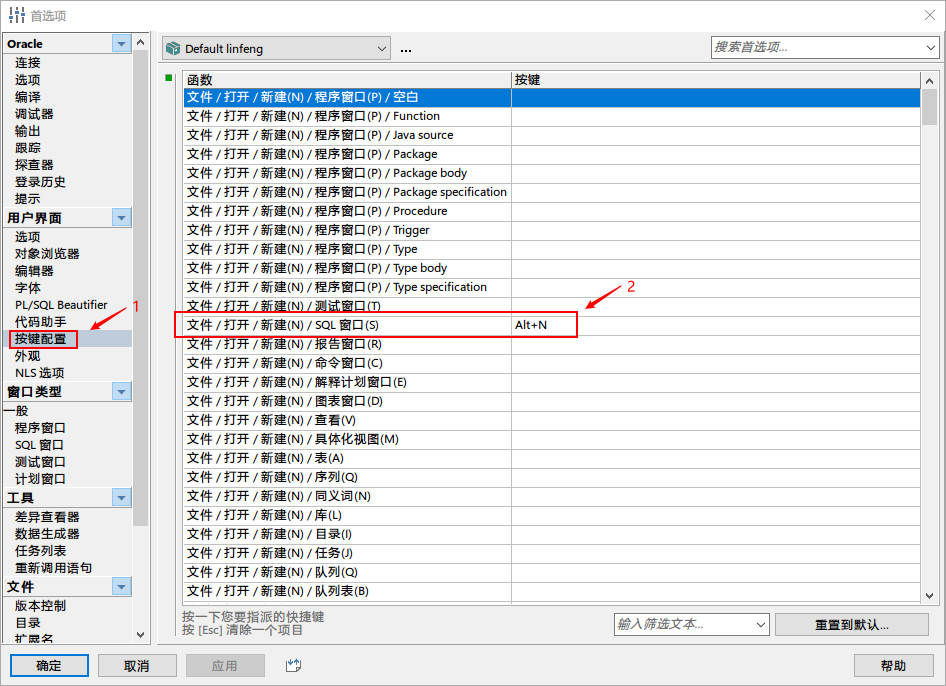 首选项
Oracle
连接
选项
编译
调试器
输出
跟踪
探查器
登录历史
提示
用户界面
选项
对象浏览器
编辑器
字体
PL/SQL Beautifier
代码助手
按键配置
外观
NLS 选项
窗口类型
一般
程序窗口
SQL 窗口
测试窗口
计划窗口
工具
差异查看器
数据生成器
任务列表
重新调用语句
文件
版本控制
目录
扩展名
1
Default linfeng
...
搜索首选项...
函数 按键
文件 / 打开 / 新建(N) / 程序窗口(P) / 空白
文件 / 打开 / 新建(N) / 程序窗口(P) / Function
文件 / 打开 / 新建(N) / 程序窗口(P) / Java source
文件 / 打开 / 新建(N) / 程序窗口(P) / Package
文件 / 打开 / 新建(N) / 程序窗口(P) / Package body
文件 / 打开 / 新建(N) / 程序窗口(P) / Package specification
文件 / 打开 / 新建(N) / 程序窗口(P) / Procedure
文件 / 打开 / 新建(N) / 程序窗口(P) / Trigger
文件 / 打开 / 新建(N) / 程序窗口(P) / Type
文件 / 打开 / 新建(N) / 程序窗口(P) / Type body
文件 / 打开 / 新建(N) / 程序窗口(P) / Type specification
文件 / 打开 / 新建(N) / 测试窗口(T)
文件 / 打开 / 新建(N) / SQL 窗口(S) Alt+N
2
文件 / 打开 / 新建(N) / 报告窗口(R)
文件 / 打开 / 新建(N) / 命令窗口(C)
文件 / 打开 / 新建(N) / 解释计划窗口(E)
文件 / 打开 / 新建(N) / 图表窗口(D)
文件 / 打开 / 新建(N) / 查看(V)
文件 / 打开 / 新建(N) / 具体化视图(M)
文件 / 打开 / 新建(N) / 表(A)
文件 / 打开 / 新建(N) / 序列(Q)
文件 / 打开 / 新建(N) / 同义词(N)
文件 / 打开 / 新建(N) / 库(L)
文件 / 打开 / 新建(N) / 目录(I)
文件 / 打开 / 新建(N) / 任务(J)
文件 / 打开 / 新建(N) / 队列(Q)
文件 / 打开 / 新建(N) / 队列表(B)
按一下您要指派的快捷键
按 [Esc] 清除一个项目
输入筛选文本...
重置到默认...
确定
取消
应用
帮助